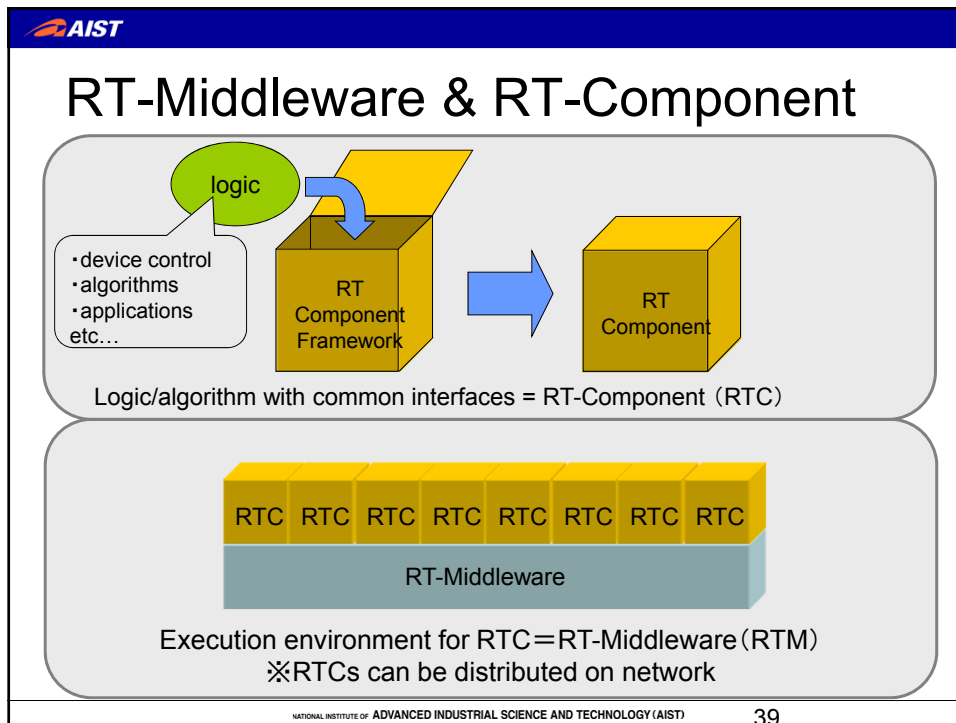 AIST
RT-Middleware & RT-Component
logic
・device control
・algorithms
・applications
etc…
RT
Component
Framework
RT
Component
Logic/algorithm with common interfaces = RT-Component（RTC）
RTC RTC RTC RTC RTC RTC RTC RTC
RT-Middleware
Execution environment for RTC＝RT-Middleware（RTM）
※RTCs can be distributed on network
NATIONAL INSTITUTE OF ADVANCED INDUSTRIAL SCIENCE AND TECHNOLOGY (AIST)
39